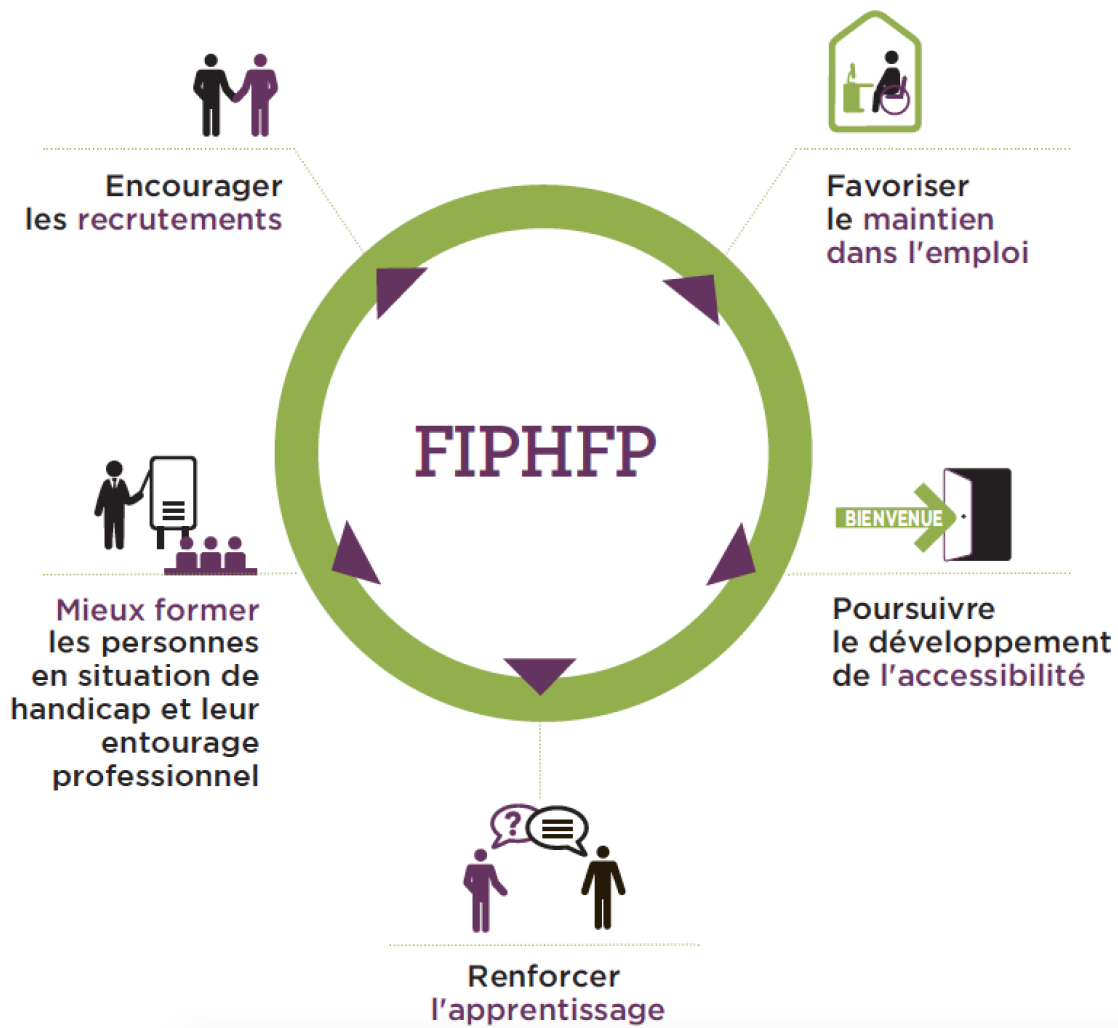 Encourager
les recrutements
Favoriser
le maintien
dans l'emploi
FIPHFP
BIENVENUE
Mieux former
les personnes
en situation de
handicap et leur
entourage
professionnel
Poursuivre
le développement
de l'accessibilité
?
Renforcer
l'apprentissage